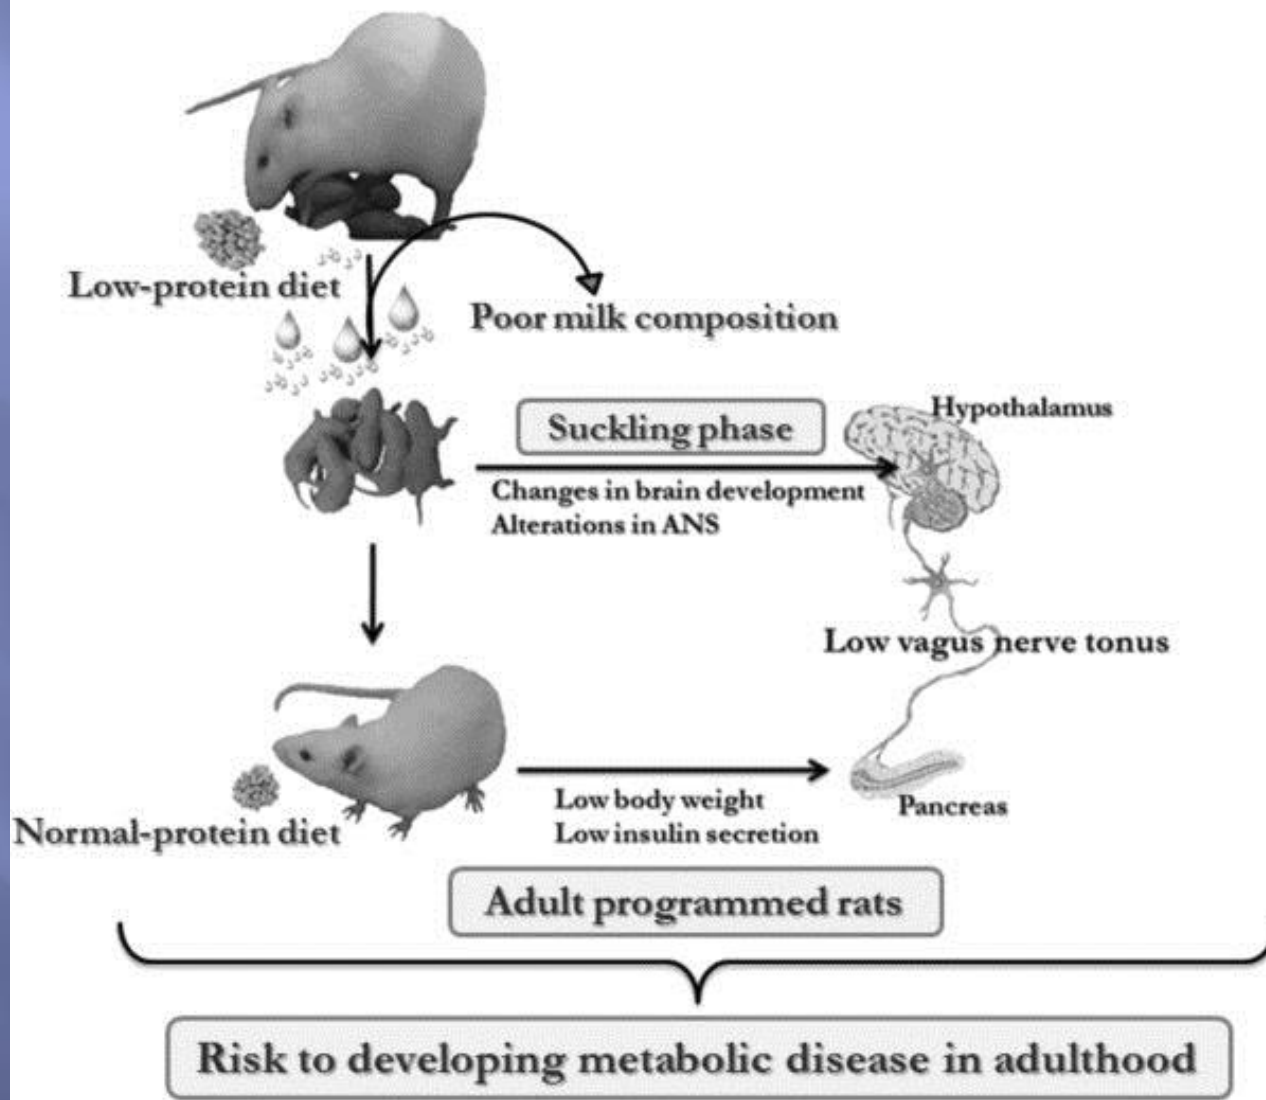 Low-protein diet
Poor milk composition
Hypothalamus
Suckling phase
Changes in brain development
Alterations in ANS
Low vagus nerve tonus
Low body weight
Low insulin secretion
Pancreas
Normal-protein diet
Adult programmed rats
Risk to developing metabolic disease in adulthood